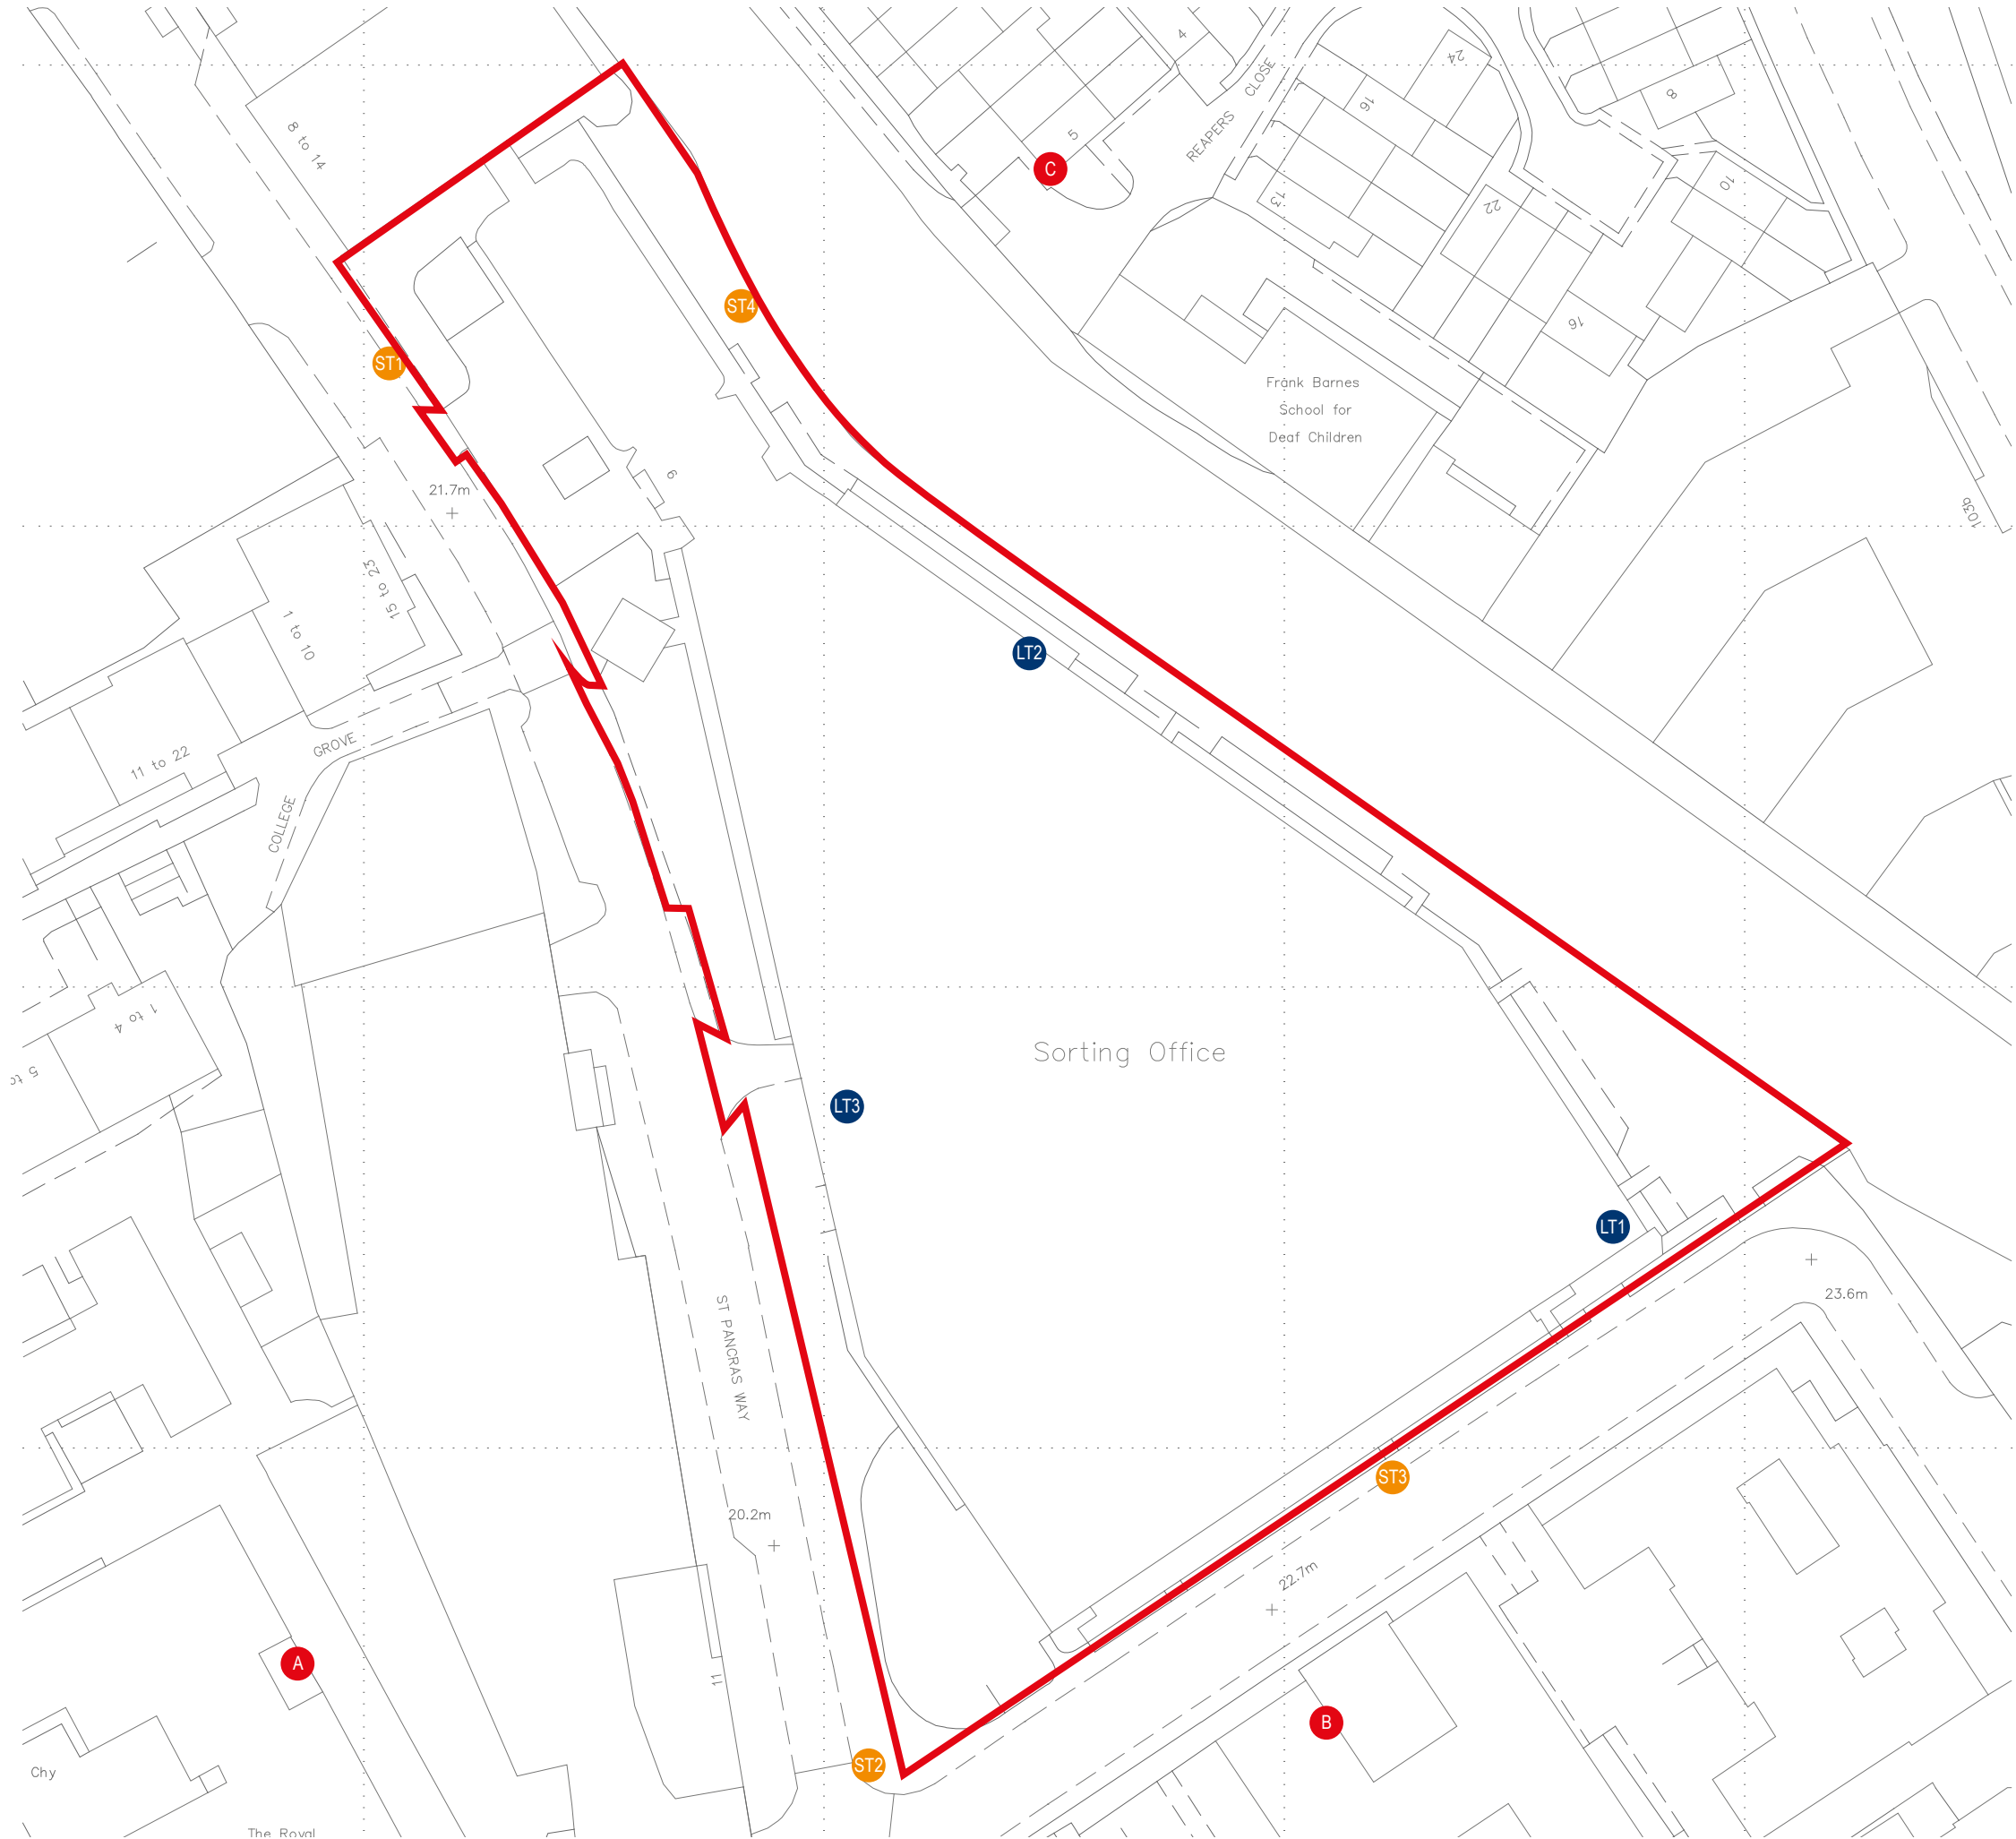 8 to 14
4
REAPERS CLOSE
5
C
24
16
13
22
8
10
16
103b
ST4
ST1
Frank Barnes
School for
Deaf Children
21.7m
9
15 to 23
1 to 10
LT2
GROVE
11 to 22
COLLEGE
1 to 4
5 to
Sorting Office
LT3
LT1
23.6m
ST PANCRAS WAY
ST3
20.2m
22.7m
11
A
B
ST2
Chy
The Royal